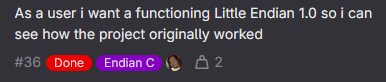 As a user i want a functioning Little Endian 1.0 so i can
see how the project originally worked
#36 Done Endian C 2